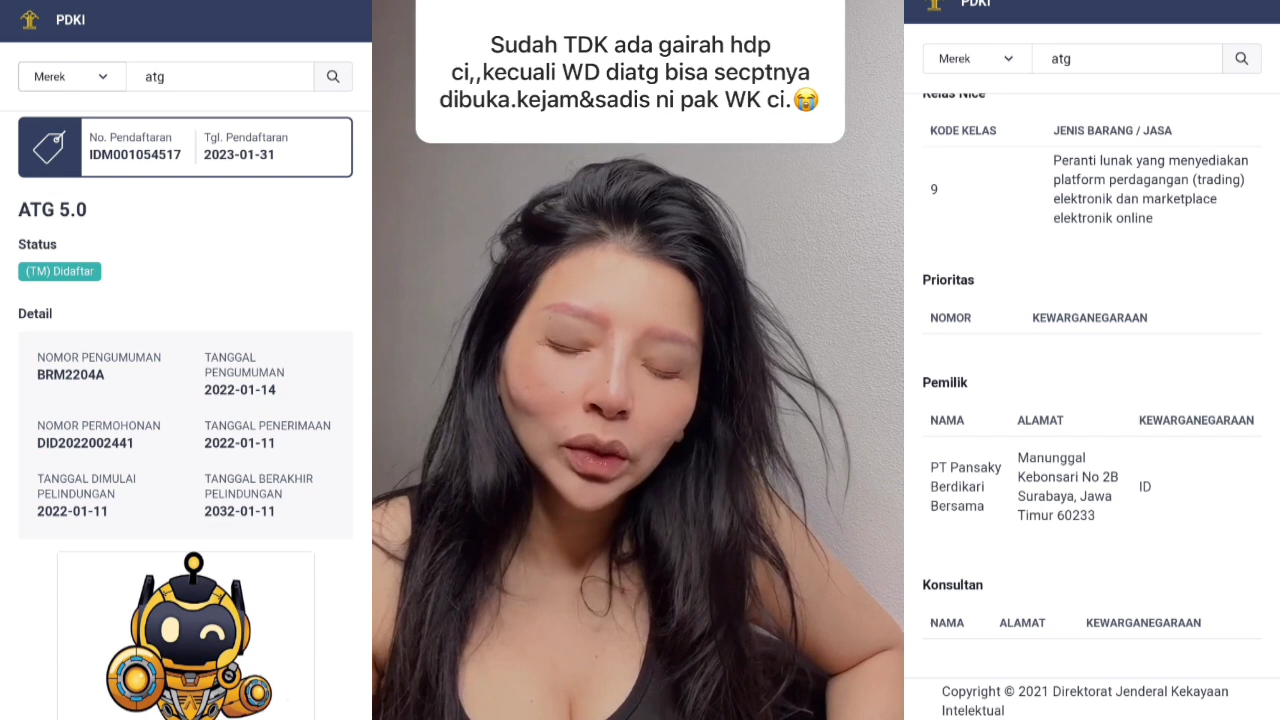 PDKI
Merek
atg
No. Pendaftaran
IDM001054517
Tgl. Pendaftaran
2023-01-31
ATG 5.0
Status
(TM) Didaftar
Detail
NOMOR PENGUMUMAN
BRM2204A
TANGGAL
PENGUMUMAN
2022-01-14
NOMOR PERMOHONAN
DID2022002441
TANGGAL PENERIMAAN
2022-01-11
TANGGAL DIMULAI
PELINDUNGAN
2022-01-11
TANGGAL BERAKHIR
PELINDUNGAN
2032-01-11
Sudah TDK ada gairah hdp
ci,,kecuali WD diatg bisa secptnya
dibuka.kejam&sadis ni pak WK ci.😭
PDKI
Merek
atg
Kelas Nice
KODE KELAS
JENIS BARANG / JASA
9
Peranti lunak yang menyediakan
platform perdagangan (trading)
elektronik dan marketplace
elektronik online
Prioritas
NOMOR
KEWARGANEGARAAN
Pemilik
NAMA
ALAMAT
KEWARGANEGARAAN
PT Pansaky
Berdikari
Bersama
Manunggal
Kebonsari No 2B
Surabaya, Jawa
Timur 60233
ID
Konsultan
NAMA
ALAMAT
KEWARGANEGARAAN
Copyright © 2021 Direktorat Jenderal Kekayaan
Intelektual